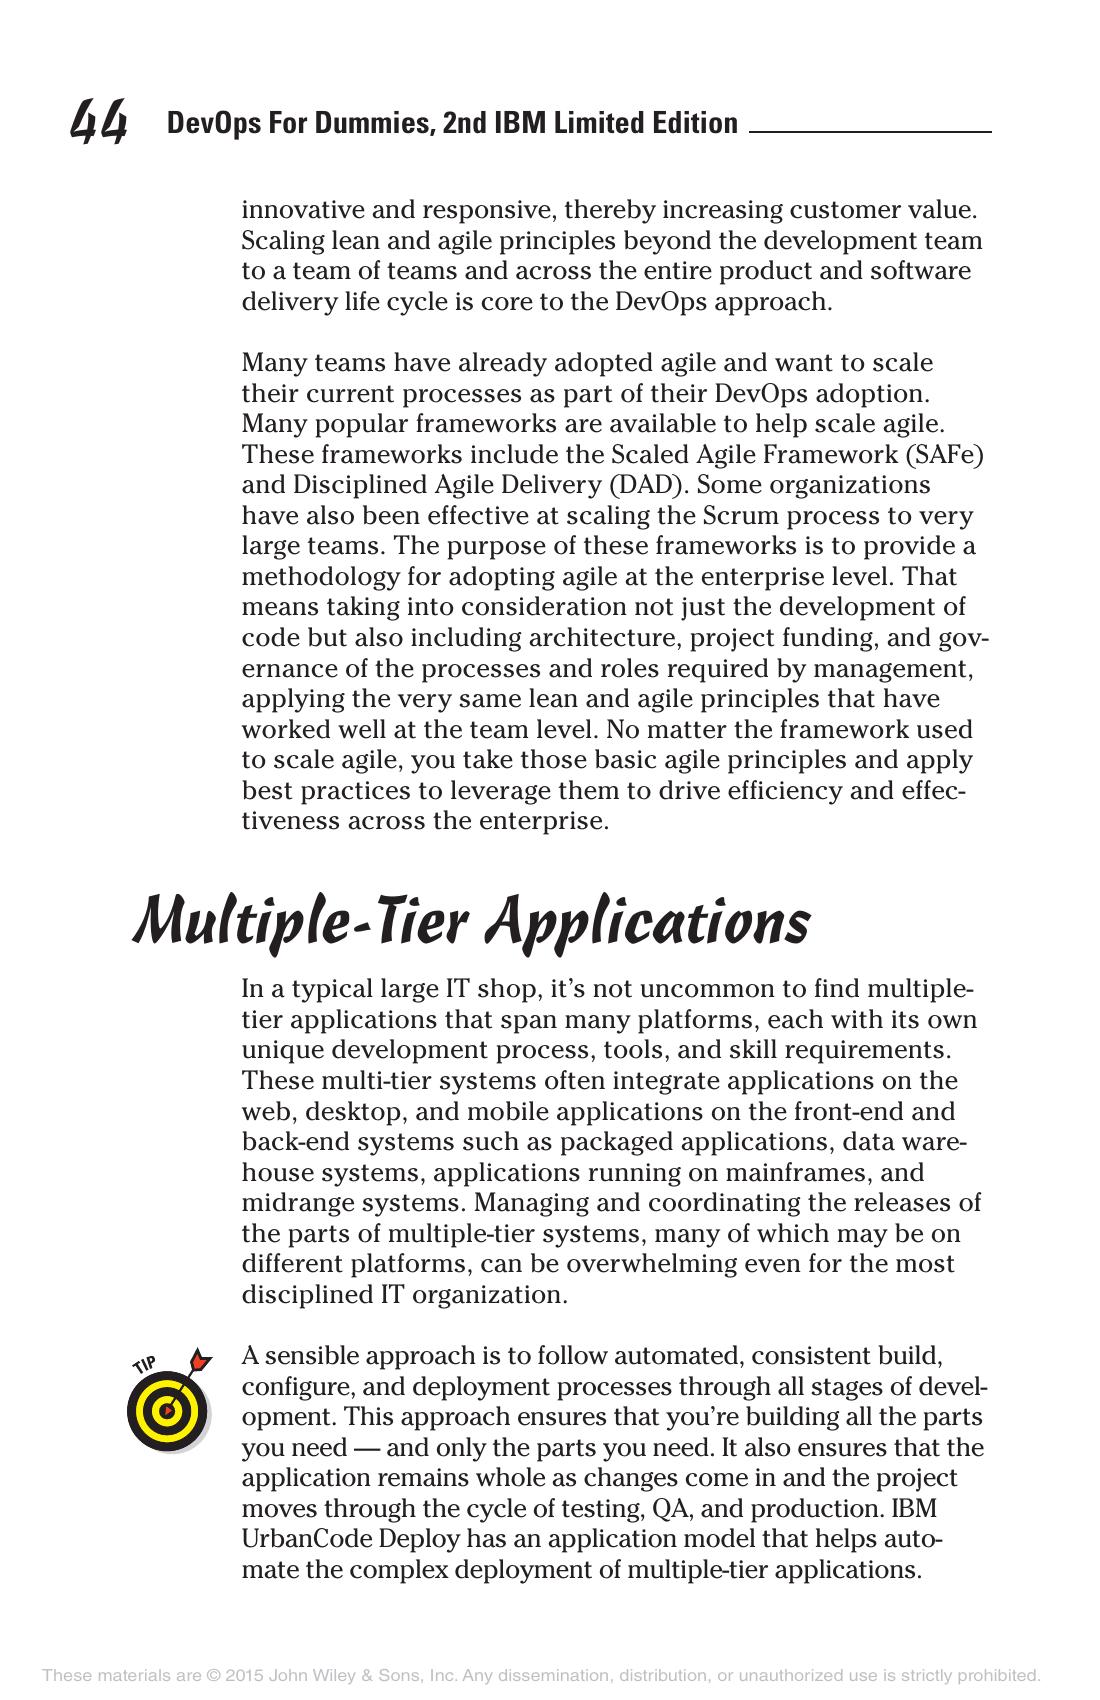 44 DevOps For Dummies, 2nd IBM Limited Edition
innovative and responsive, thereby increasing customer value.
Scaling lean and agile principles beyond the development team
to a team of teams and across the entire product and software
delivery life cycle is core to the DevOps approach.
Many teams have already adopted agile and want to scale
their current processes as part of their DevOps adoption.
Many popular frameworks are available to help scale agile.
These frameworks include the Scaled Agile Framework (SAFe)
and Disciplined Agile Delivery (DAD). Some organizations
have also been effective at scaling the Scrum process to very
large teams. The purpose of these frameworks is to provide a
methodology for adopting agile at the enterprise level. That
means taking into consideration not just the development of
code but also including architecture, project funding, and gov-
ernance of the processes and roles required by management,
applying the very same lean and agile principles that have
worked well at the team level. No matter the framework used
to scale agile, you take those basic agile principles and apply
best practices to leverage them to drive efficiency and effec-
tiveness across the enterprise.
Multiple-Tier Applications
In a typical large IT shop, it’s not uncommon to find multiple-
tier applications that span many platforms, each with its own
unique development process, tools, and skill requirements.
These multi-tier systems often integrate applications on the
web, desktop, and mobile applications on the front-end and
back-end systems such as packaged applications, data ware-
house systems, applications running on mainframes, and
midrange systems. Managing and coordinating the releases of
the parts of multiple-tier systems, many of which may be on
different platforms, can be overwhelming even for the most
disciplined IT organization.
TIP
A sensible approach is to follow automated, consistent build,
configure, and deployment processes through all stages of devel-
opment. This approach ensures that you’re building all the parts
you need — and only the parts you need. It also ensures that the
application remains whole as changes come in and the project
moves through the cycle of testing, QA, and production. IBM
UrbanCode Deploy has an application model that helps auto-
mate the complex deployment of multiple-tier applications.
These materials are © 2015 John Wiley & Sons, Inc. Any dissemination, distribution, or unauthorized use is strictly prohibited.